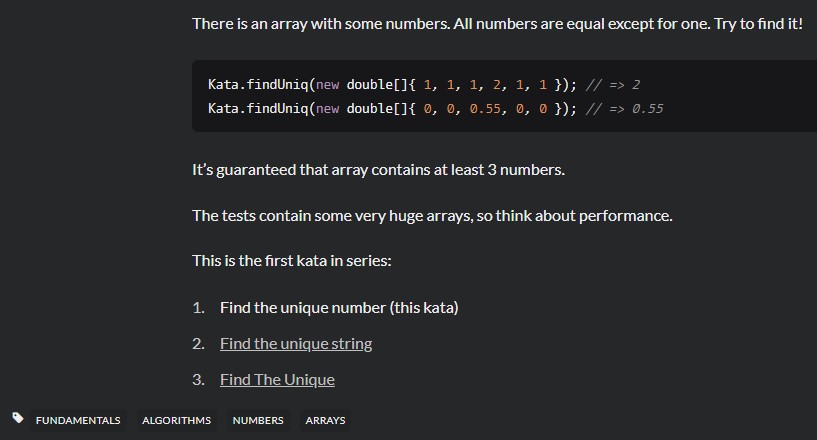 There is an array with some numbers. All numbers are equal except for one. Try to find it!
Kata.findUniq(new double[]{ 1, 1, 1, 2, 1, 1 }); // => 2
Kata.findUniq(new double[]{ 0, 0, 0.55, 0, 0 }); // => 0.55
It’s guaranteed that array contains at least 3 numbers.
The tests contain some very huge arrays, so think about performance.
This is the first kata in series:
1. Find the unique number (this kata)
2. Find the unique string
3. Find The Unique
FUNDAMENTALS ALGORITHMS NUMBERS ARRAYS